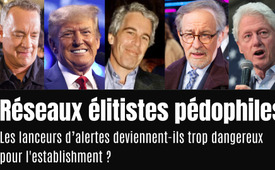 Réseaux élitistes pédophiles
Les lanceurs d’alertes deviennent-ils trop dangereux
pour l'establishment ?